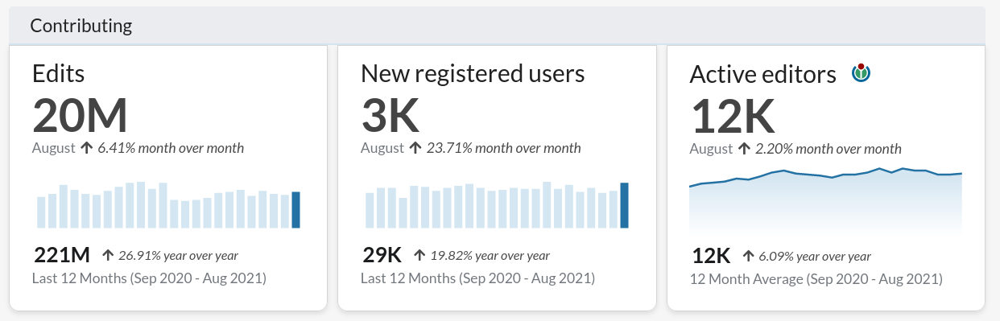 Contributing
Edits
20M
August ↑ 6.41% month over month
221M ↑ 26.91% year over year
Last 12 Months (Sep 2020 - Aug 2021)
New registered users
3K
August ↑ 23.71% month over month
29K ↑ 19.82% year over year
Last 12 Months (Sep 2020 - Aug 2021)
Active editors
12K
August ↑ 2.20% month over month
12K ↑ 6.09% year over year
12 Month Average (Sep 2020 - Aug 2021)